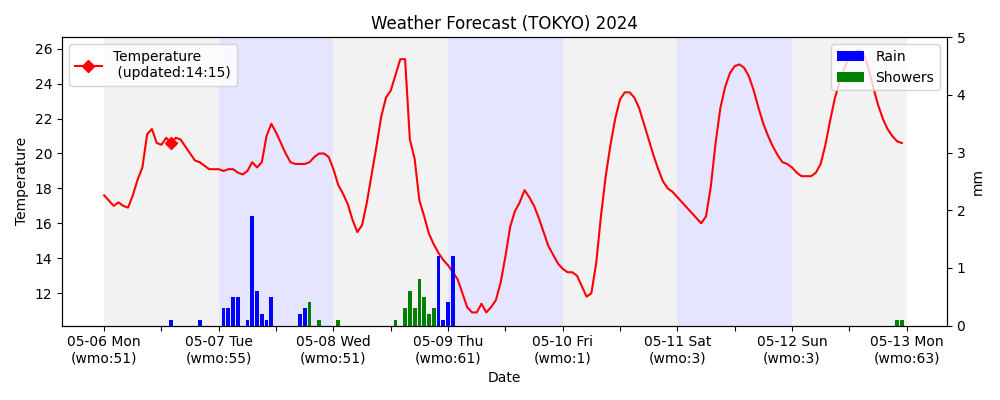 Weather Forecast (TOKYO) 2024
Temperature
(updated:14:15)
Rain
Showers
26
24
22
20
18
16
14
12
Temperature
5
4
3
2
1
0
mm
05-06 Mon 05-07 Tue 05-08 Wed 05-09 Thu 05-10 Fri 05-11 Sat 05-12 Sun 05-13 Mon
(wmo:51) (wmo:55) (wmo:51) (wmo:61) (wmo:1) (wmo:3) (wmo:3) (wmo:63)
Date